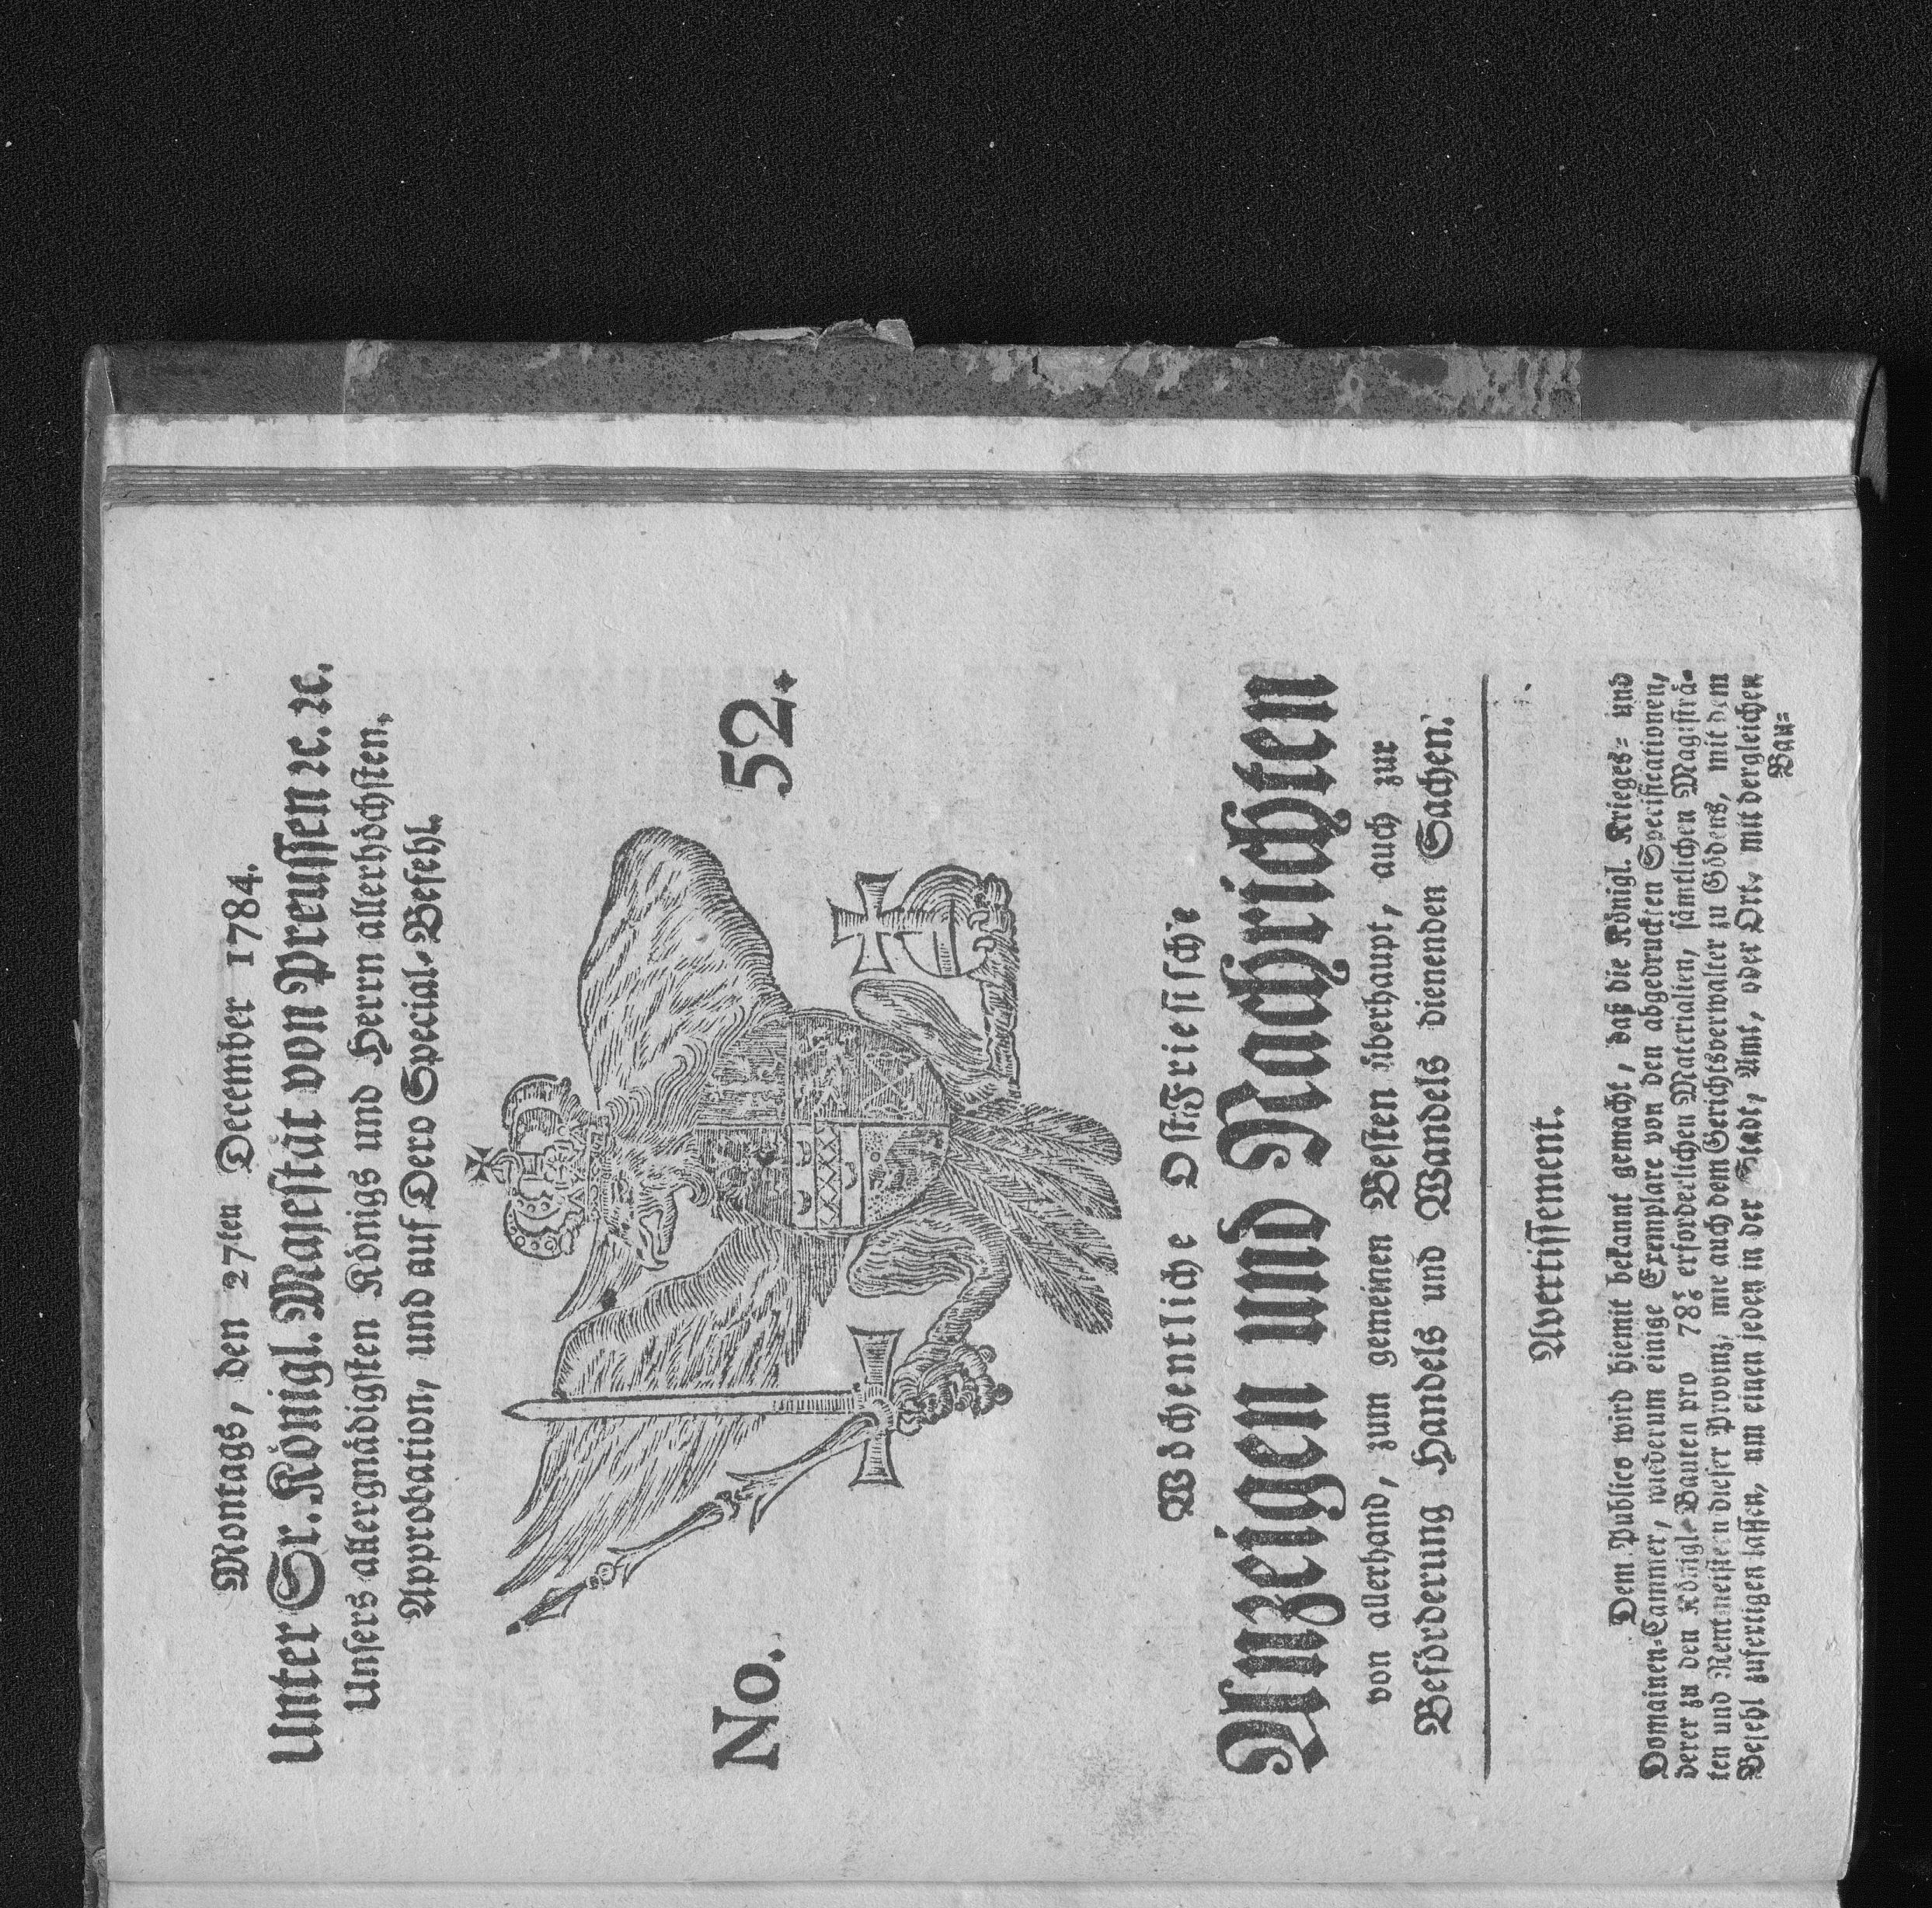 Montags, den 27sten December 1784.
Unter Sr. Königl. Majestät von Preussen ꝛc. ꝛc.
Unsers allergnädigsten Königs und Herrn allerhöchsten,
Approbation, und auf Dero Special-Befehl.
No. 52.
Wöchentliche Ost-Friesische
Anzeigen und Nachrichten
von allerhand, zum gemeinen Besten überhaupt, auch zur
Beförderung Handels und Wandels dienenden Sachen.
Avertissement.
Dem Publico wird hiemit bekannt gemacht, daß die Königl. Krieges- und
Domainen-Cammer, wiederum einige Exemplare von den abgedruckten Specificationen,
derer zu den Königl. Bauten pro erforderlichen Materialien, sämtlichen Magisträ-
ten und Rentmeistern dieser Provinz, wie auch dem Gerichtsverwalter zu Gödens, mit dem
Befehl zufertigen lassen, um einen jeden in der Stadt, Amt, oder Ort, mit dergleichen
Bau-